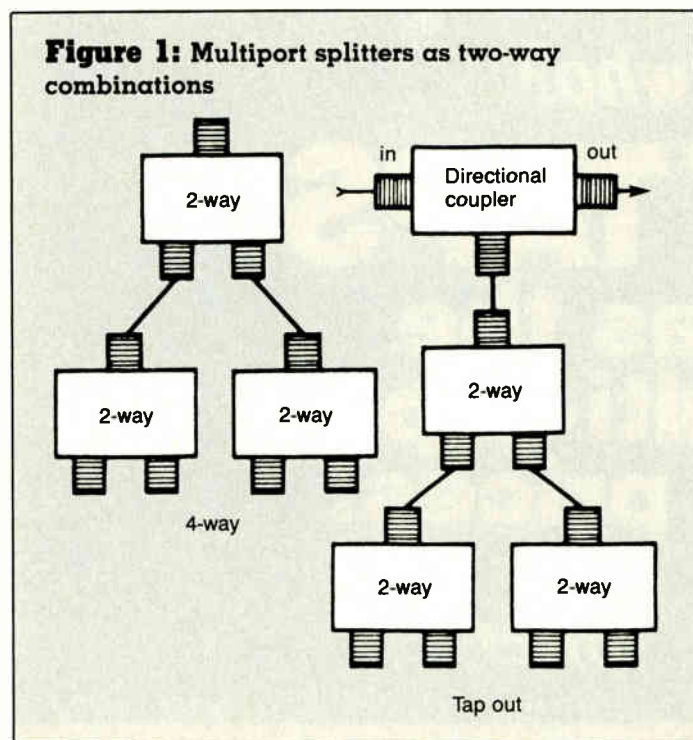 Figure 1: Multiport splitters as two-way
combinations
2-way
2-way
2-way
4-way
in
Directional
coupler
out
2-way
2-way
2-way
Tap out